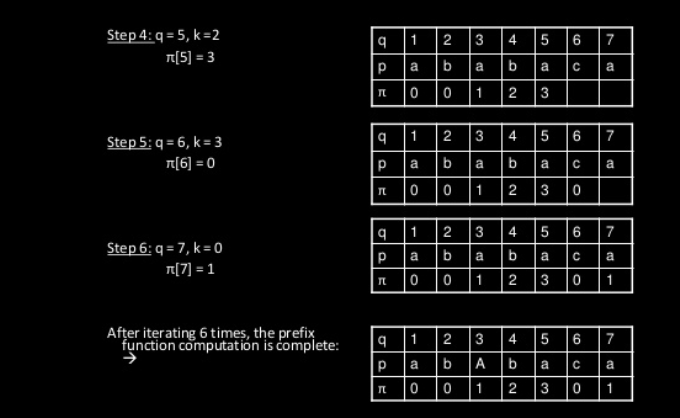 Step 4: q = 5, k =2
π[5] = 3
q 1 2 3 4 5 6 7
p a b a b a c a
π 0 0 1 2 3
Step 5: q = 6, k = 3
π[6] = 0
q 1 2 3 4 5 6 7
p a b a b a c a
π 0 0 1 2 3 0
Step 6: q = 7, k = 0
π[7] = 1
q 1 2 3 4 5 6 7
p a b a b a c a
π 0 0 1 2 3 0 1
After iterating 6 times, the prefix
function computation is complete:
→
q 1 2 3 4 5 6 7
p a b A b a c a
π 0 0 1 2 3 0 1